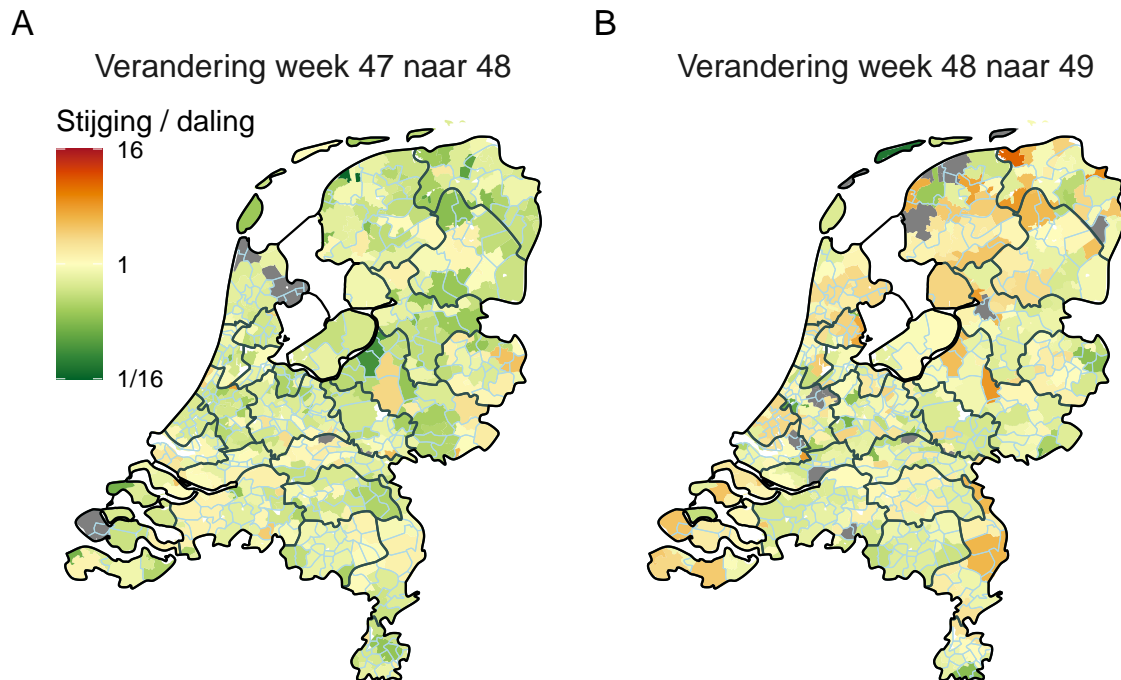 A
Verandering week 47 naar 48
Stijging / daling
16
1
1/16
B
Verandering week 48 naar 49